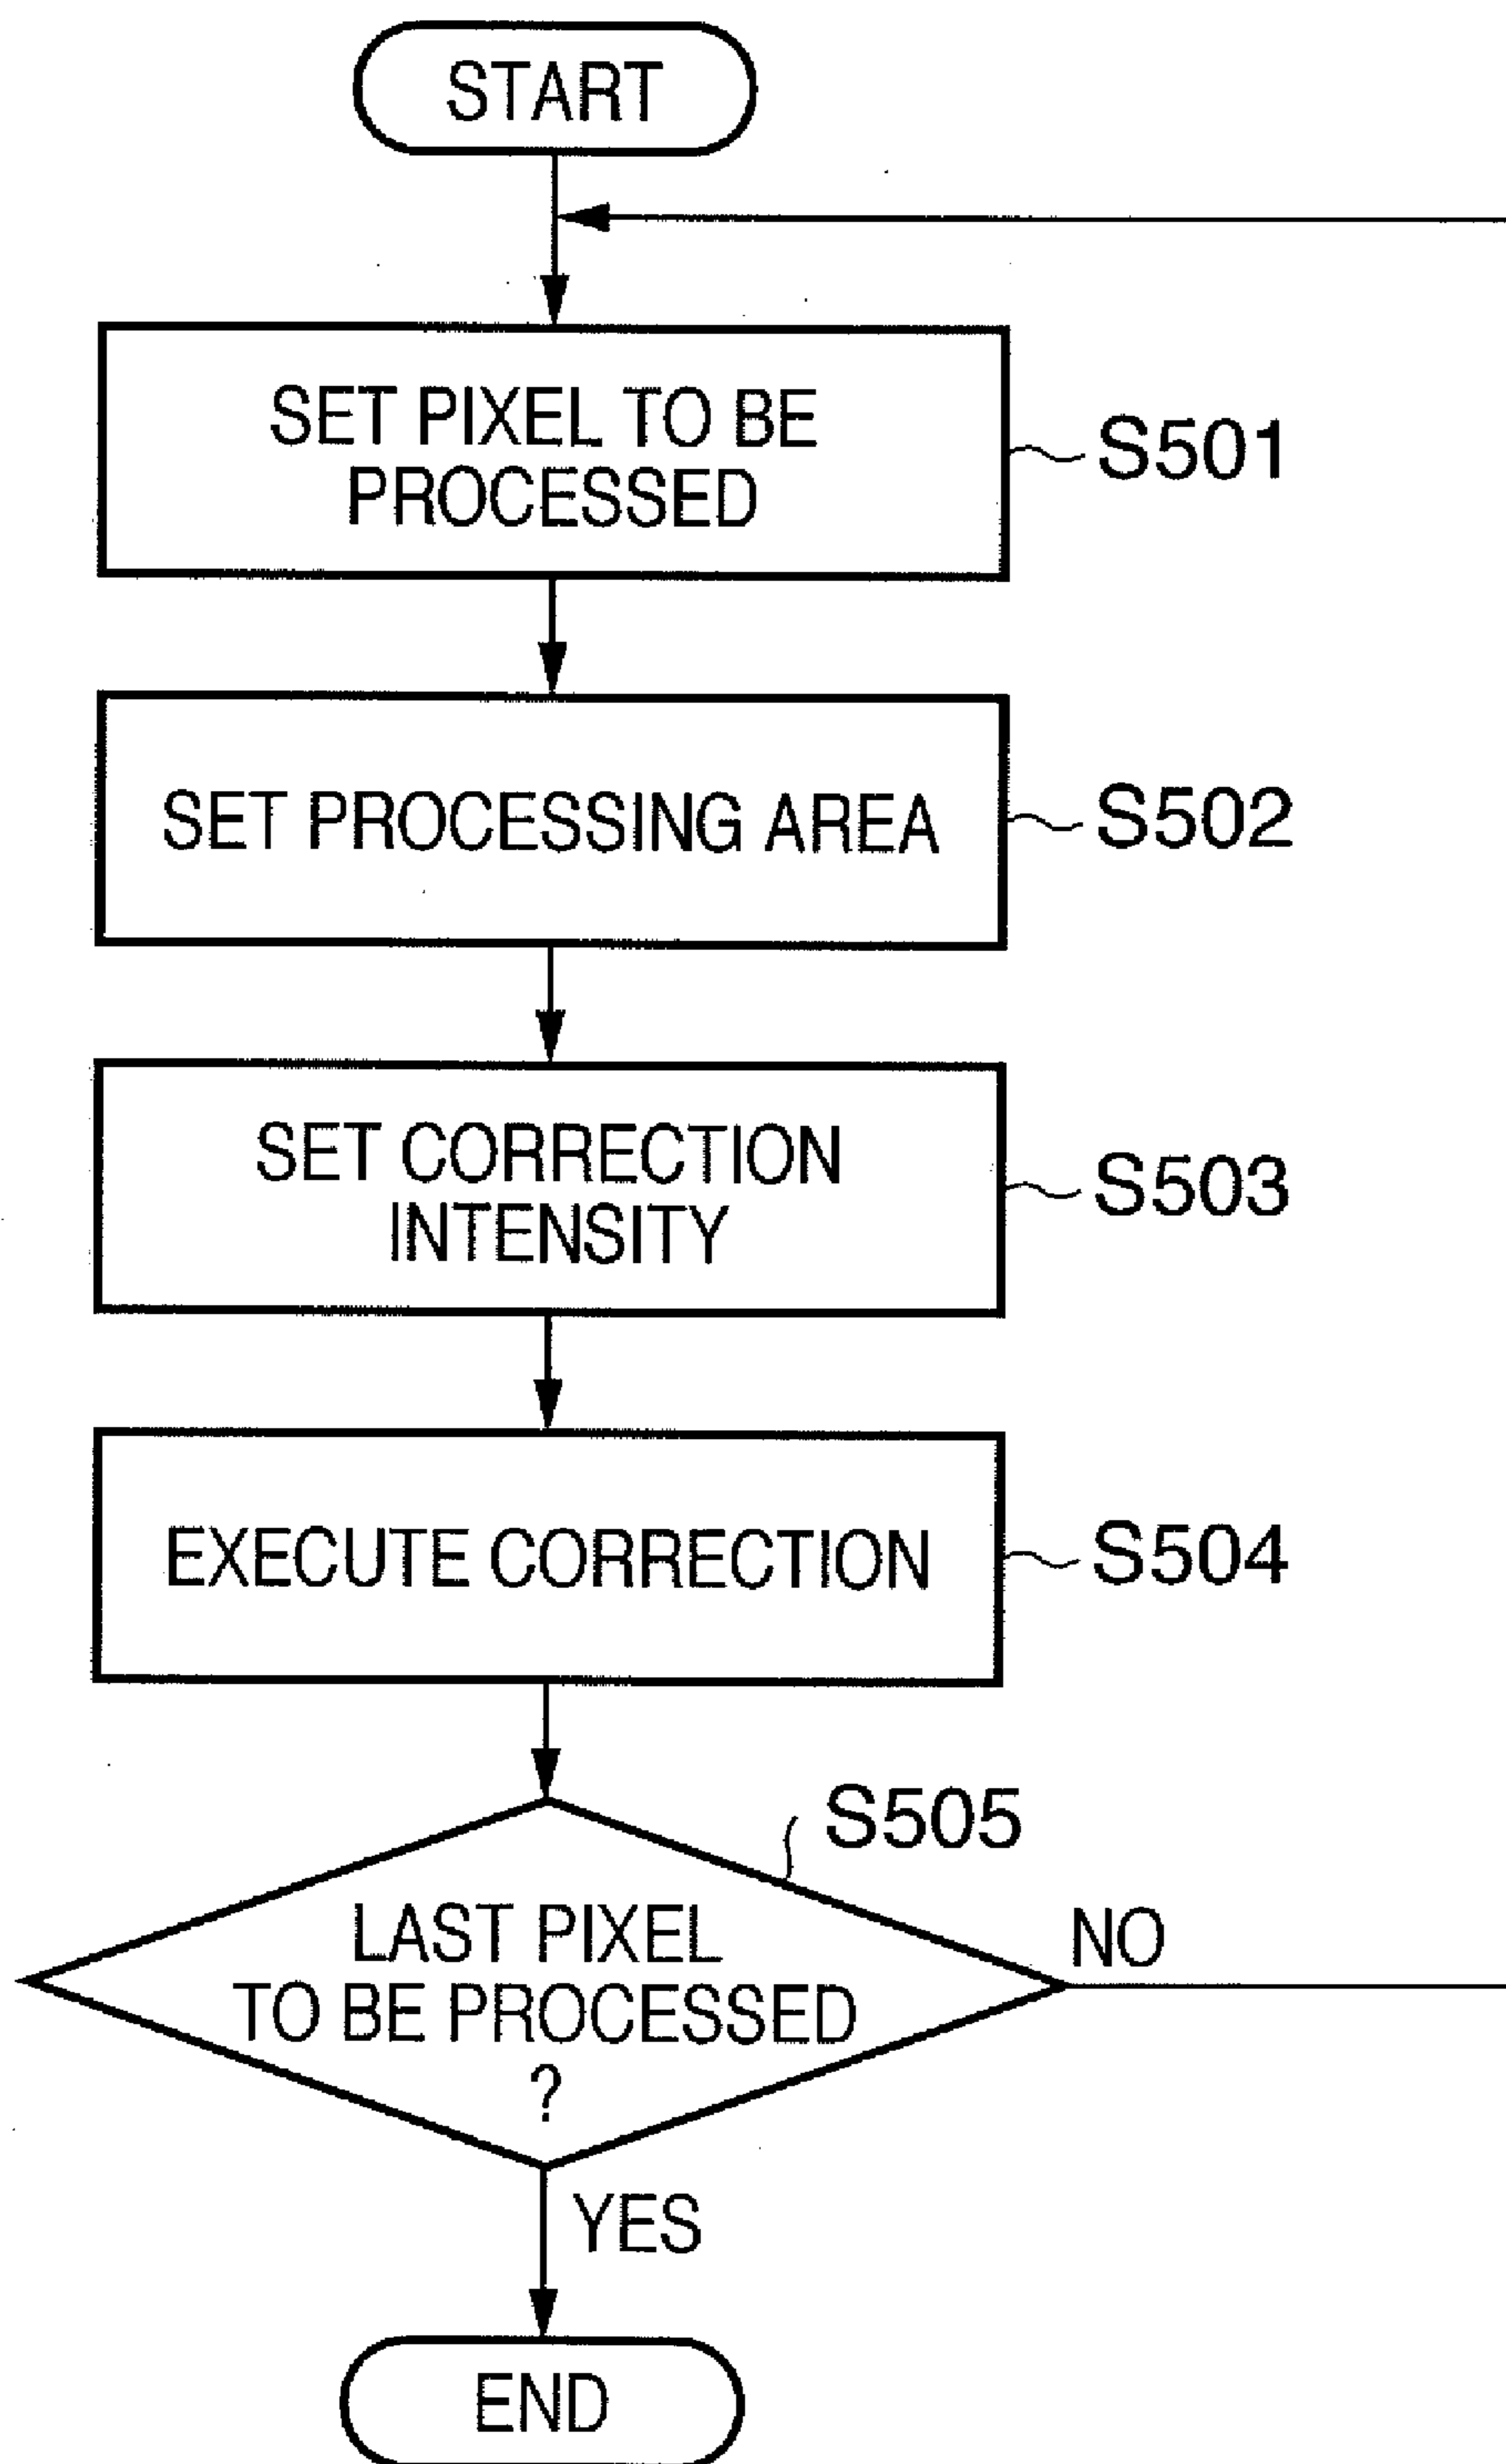 START
SET PIXEL TO BE
PROCESSED
S501
SET PROCESSING AREA
S502
SET CORRECTION
INTENSITY
S503
EXECUTE CORRECTION
S504
S505
LAST PIXEL
TO BE PROCESSED
?
NO
YES
END